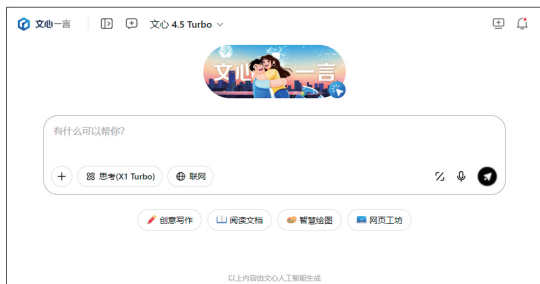 文心一言
文心 4.5 Turbo
文心一言
有什么可以帮你?
思考(X1 Turbo)
联网
创意写作
阅读文档
智慧绘图
网页工坊
以上内容由文心人工智能生成